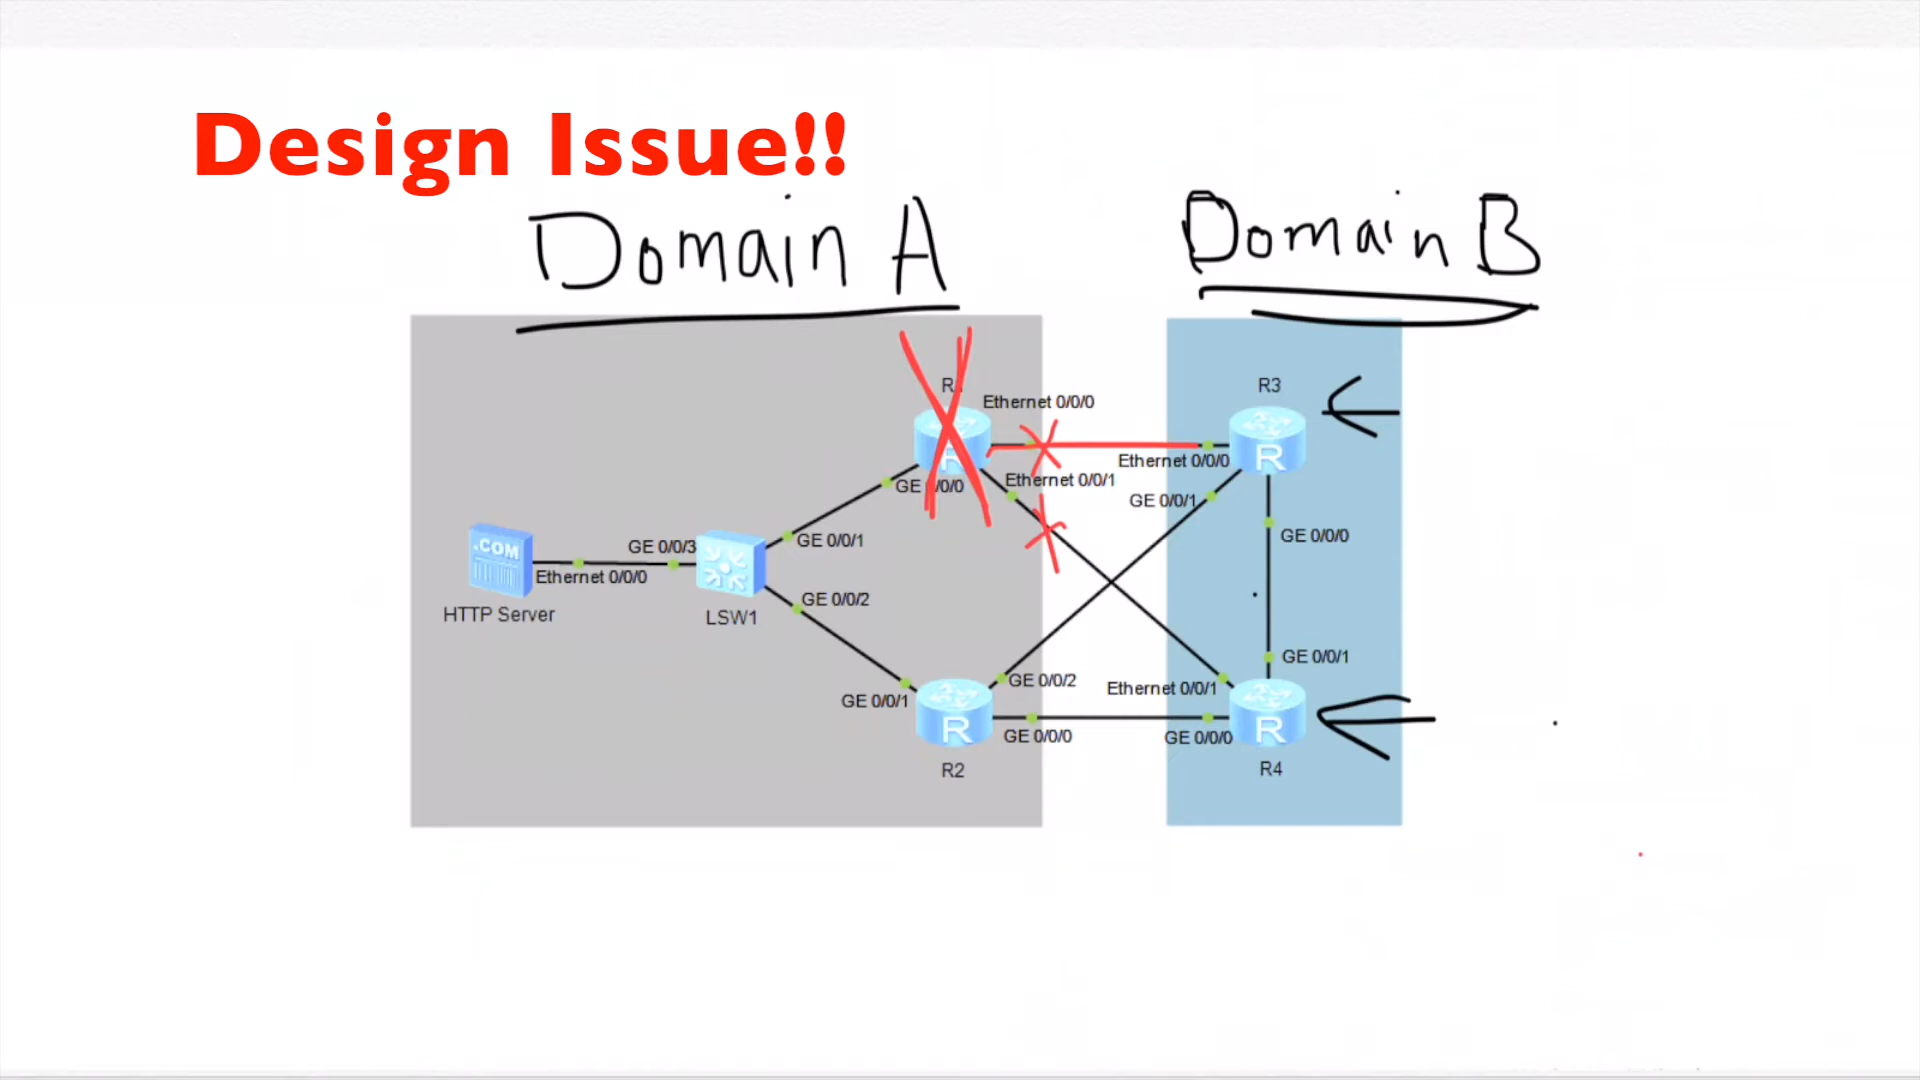 Design Issue!!
Domain A
Domain B
R3
Ethernet 0/0/0
Ethernet 0/0/0
Ethernet 0/0/1
GE 0/0/0
GE 0/0/1
GE 0/0/0
GE 0/0/1
GE 0/0/3
.COM
Ethernet 0/0/0
HTTP Server
LSW1
GE 0/0/2
GE 0/0/1
GE 0/0/1
GE 0/0/2
Ethernet 0/0/1
GE 0/0/0
GE 0/0/0
R
R
R
R2
R4